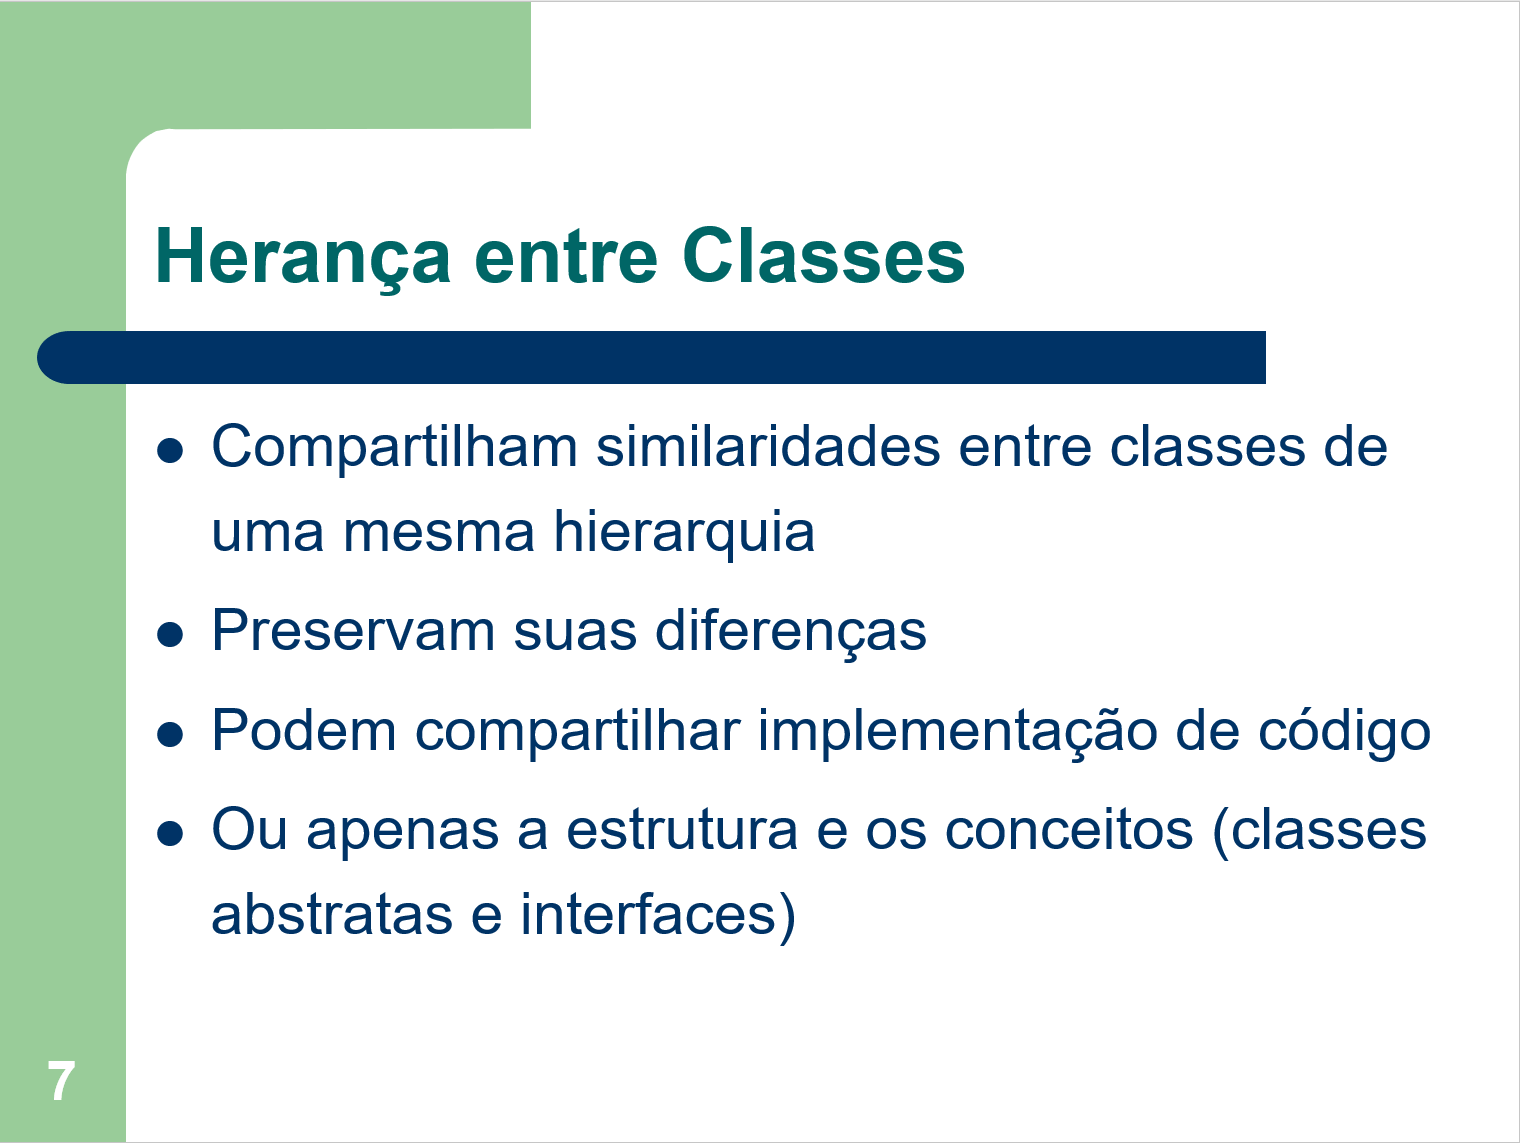 Herança entre Classes
● Compartilham similaridades entre classes de
uma mesma hierarquia
● Preservam suas diferenças
● Podem compartilhar implementação de código
● Ou apenas a estrutura e os conceitos (classes
abstratas e interfaces)
7